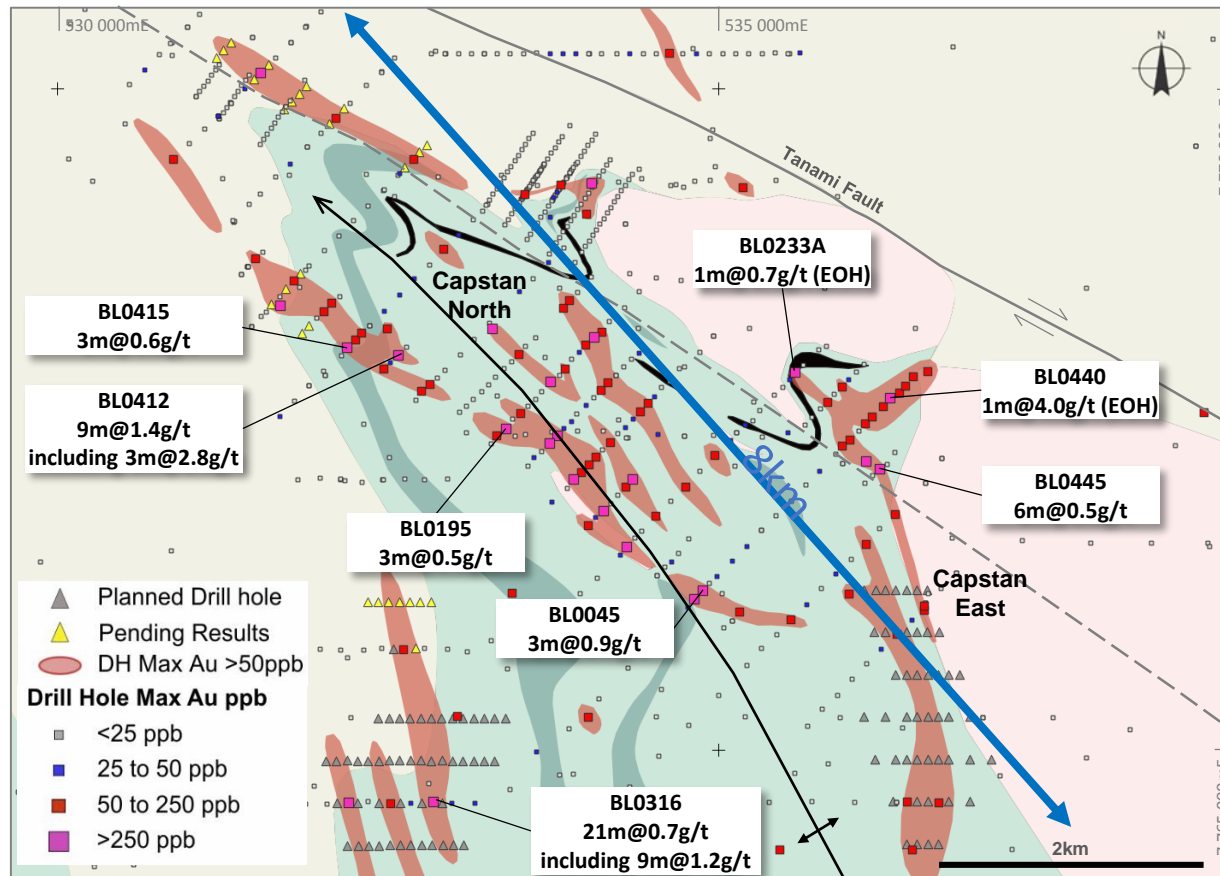 530 000mE
535 000mE
N
Tanami Fault
BL0233A
1m@0.7g/t (EOH)
Capstan
North
BL0415
3m@0.6g/t
BL0440
1m@4.0g/t (EOH)
BL0412
9m@1.4g/t
including 3m@2.8g/t
8km
BL0445
6m@0.5g/t
BL0195
3m@0.5g/t
Capstan
East
BL0045
3m@0.9g/t
Planned Drill hole
Pending Results
DH Max Au >50ppb
Drill Hole Max Au ppb
<25 ppb
25 to 50 ppb
50 to 250 ppb
>250 ppb
BL0316
21m@0.7g/t
including 9m@1.2g/t
2km